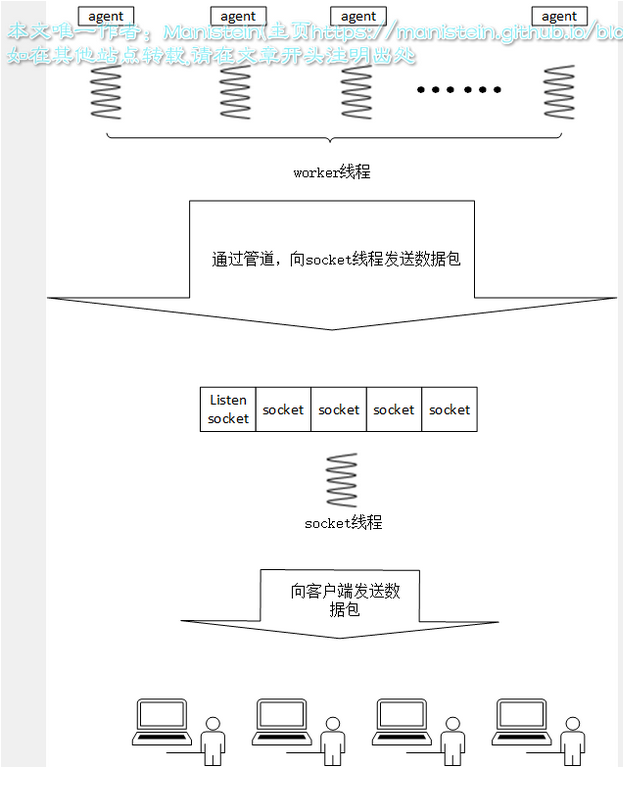 agent agent agent agent
本文唯一作者：Manistein(主页https://manistein.github.io/blo
如在其他站点转载,请在文章开头注明出处
worker线程
通过管道，向socket线程发送数据包
Listen
socket socket socket socket socket
socket线程
向客户端发送数
据包